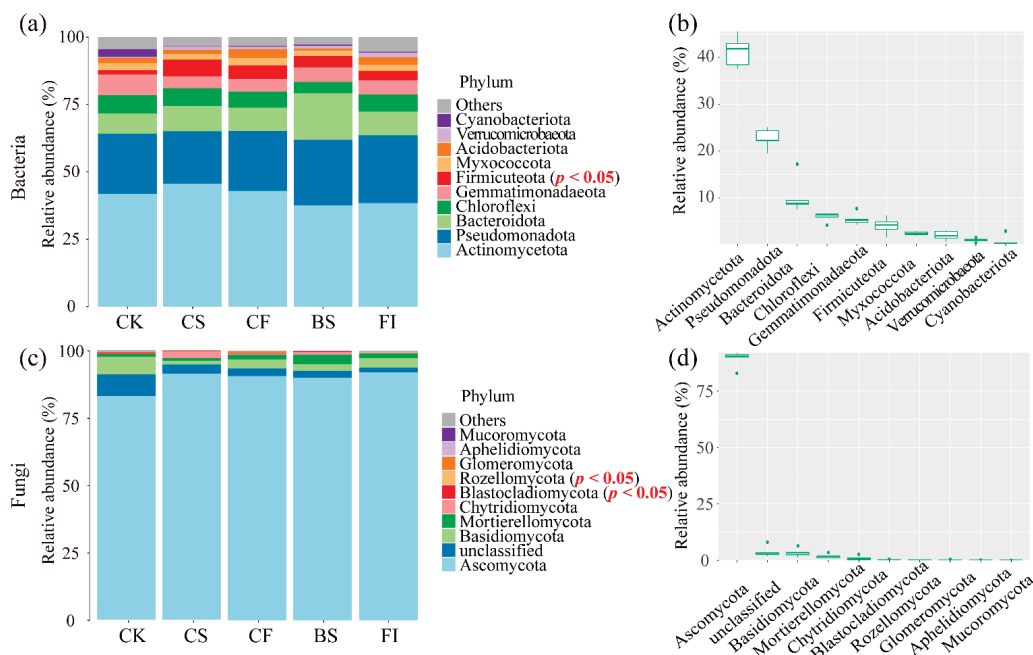 (a)
Bacteria
Relative abundance (%)
100
75
50
25
0
CK
CS
CF
BS
FI
Phylum
Others
Cyanobacteriota
Verrucomicrobaeota
Acidobacteriota
Myxococcota
Firmicuteota (p < 0.05)
Gemmatimonadaeota
Chloroflexi
Bacteroidota
Pseudomonadota
Actinomycetota
(b)
Relative abundance (%)
40
30
20
10
Actinomycetota
Pseudomonadota
Bacteroidota
Chloroflexi
Gemmatimonadaeota
Firmicuteota
Myxococcota
Acidobacteriota
Verrucomicrobaeota
Cyanobacteriota
(c)
Fungi
Relative abundance (%)
100
75
50
25
0
CK
CS
CF
BS
FI
Phylum
Others
Mucoromycota
Aphelidiomycota
Glomeromycota
Rozellomycota (p < 0.05)
Blastocladiomycota (p < 0.05)
Chytridiomycota
Mortierellomycota
Basidiomycota
unclassified
Ascomycota
(d)
Relative abundance (%)
75
50
25
0
Ascomycota
unclassified
Basidiomycota
Mortierellomycota
Chytridiomycota
Blastocladiomycota
Rozellomycota
Glomeromycota
Aphelidiomycota
Mucoromycota